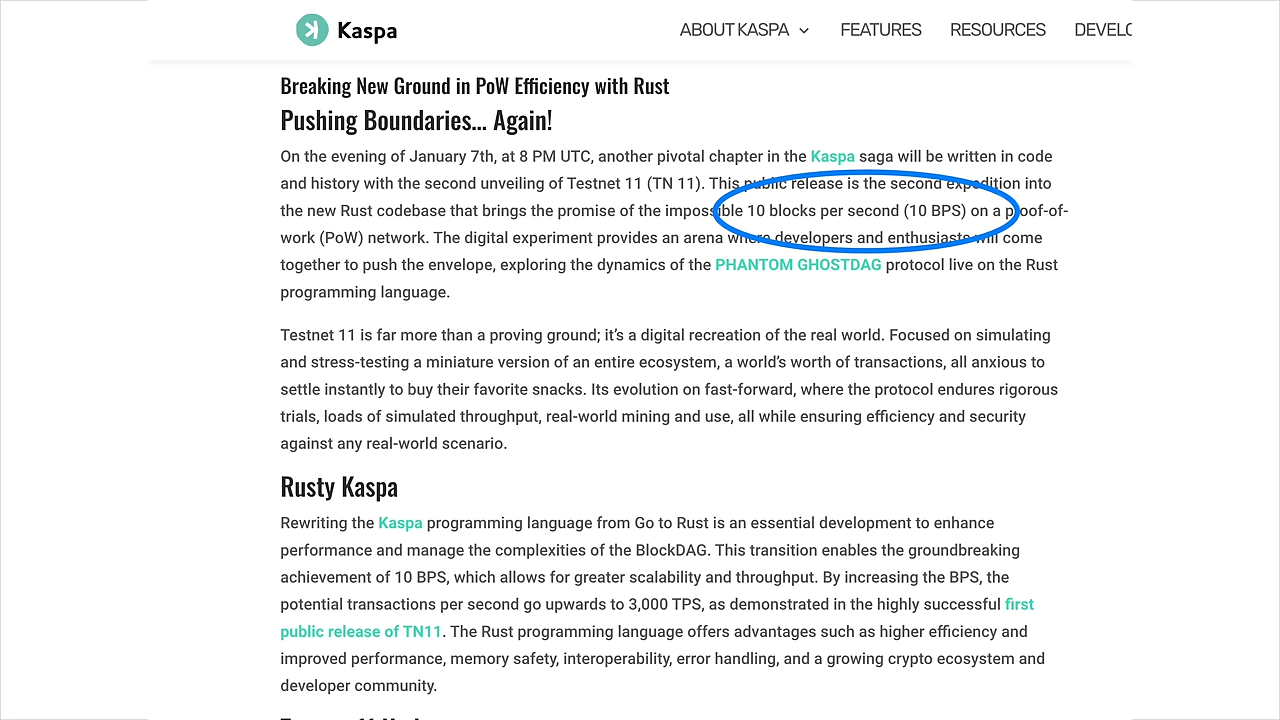 Kaspa
ABOUT KASPA
FEATURES
RESOURCES
Breaking New Ground in PoW Efficiency with Rust
Pushing Boundaries... Again!
On the evening of January 7th, at 8 PM UTC, another pivotal chapter in the Kaspa saga will be written in code
and history with the second unveiling of Testnet 11 (TN 11). This public release is the second expedition into
the new Rust codebase that brings the promise of the impossible 10 blocks per second (10 BPS) on a proof-of-
work (PoW) network. The digital experiment provides an arena where developers and enthusiasts will come
together to push the envelope, exploring the dynamics of the PHANTOM GHOSTDAG protocol live on the Rust
programming language.
Testnet 11 is far more than a proving ground; it's a digital recreation of the real world. Focused on simulating
and stress-testing a miniature version of an entire ecosystem, a world's worth of transactions, all anxious to
settle instantly to buy their favorite snacks. Its evolution on fast-forward, where the protocol endures rigorous
trials, loads of simulated throughput, real-world mining and use, all while ensuring efficiency and security
against any real-world scenario.
Rusty Kaspa
Rewriting the Kaspa programming language from Go to Rust is an essential development to enhance
performance and manage the complexities of the BlockDAG. This transition enables the groundbreaking
achievement of 10 BPS, which allows for greater scalability and throughput. By increasing the BPS, the
potential transactions per second go upwards to 3,000 TPS, as demonstrated in the highly successful first
public release of TN11. The Rust programming language offers advantages such as higher efficiency and
improved performance, memory safety, interoperability, error handling, and a growing crypto ecosystem and
developer community.